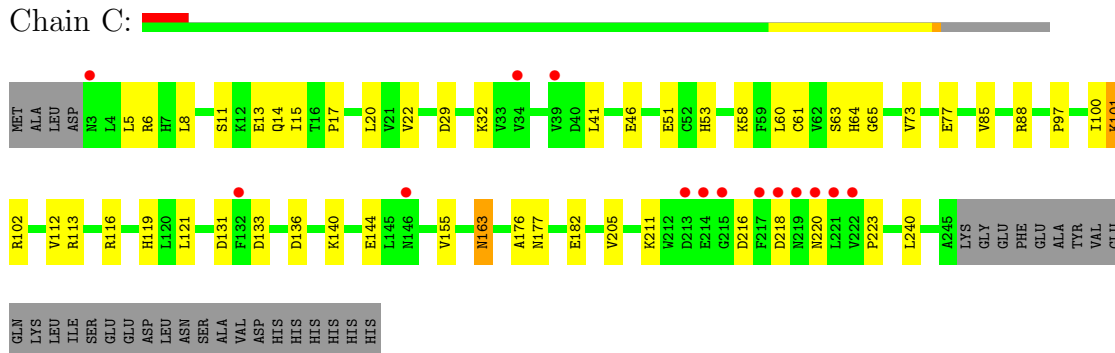 Chain C:
MET ALA LEU ASP N3 L4 L5 R6 H7 L8 S11 K12 E13 Q14 I15 T16 P17 L20 V21 V22 D29 K32 V33 V34 V39 D40 L41 E46 E51 C52 H53 K58 F59 L60 C61 V62 S63 H64 G65 V73 E77 V85 R88 P97 I100 K101
R102 V112 R113 R116 H119 L120 L121 D131 F132 D133 D136 K140 E144 L145 N146 V155 N163 A176 N177 E182 V205 K211 W212 D213 E214 G215 D216 F217 D218 N219 N220 L221 V222 P223 L240 A245 LYS GLY GLU PHE GLU ALA TYR VAL GLU
GLN LYS LEU ILE SER GLU GLU ASP LEU ASN SER ALA VAL ASP HIS HIS HIS HIS HIS HIS